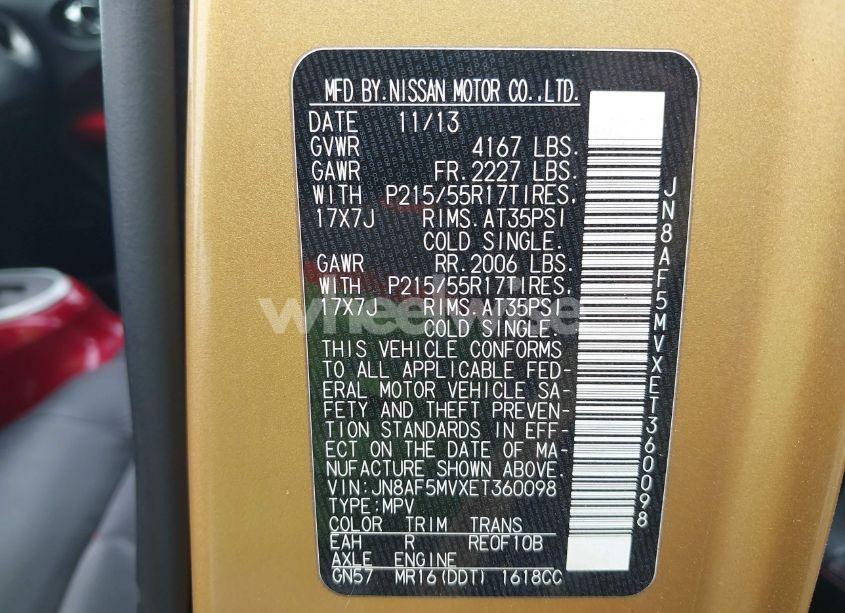 MFD BY.NISSAN MOTOR CO.,LTD.
DATE 11/13
GVWR 4167 LBS.
GAWR FR.2227 LBS.
WITH P215/55R17TIRES.
17X7J RIMS.AT35PSI
COLD SINGLE.
GAWR RR.2006 LBS.
WITH P215/55R17TIRES.
17X7J RIMS.AT35PSI
COLD SINGLE.
THIS VEHICLE CONFORMS
TO ALL APPLICABLE FED-
ERAL MOTOR VEHICLE SA-
FETY AND THEFT PREVEN-
TION STANDARDS IN EFF-
ECT ON THE DATE OF MA-
NUFACTURE SHOWN ABOVE.
VIN:JN8AF5MVXET360098
TYPE:MPV
COLOR TRIM TRANS
EAH R RE0F10B
AXLE ENGINE
GN57 MR16(DDT) 1618CC
JN8AF5MVXET360098
wheelwise